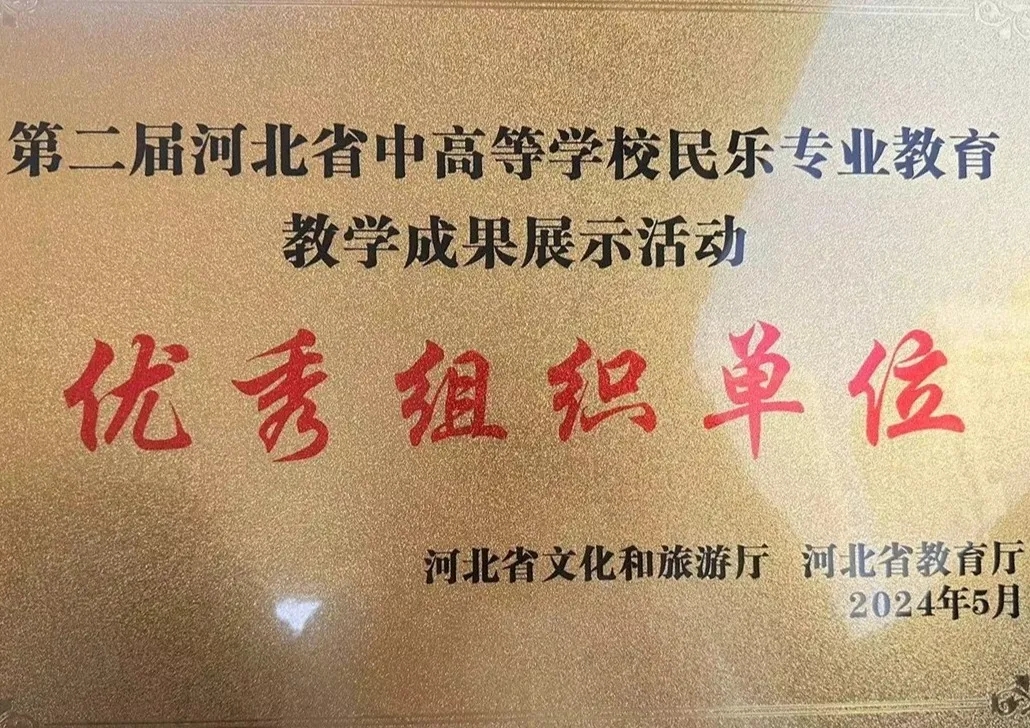 第二届河北省中高等学校民乐专业教育
教学成果展示活动
优秀组织单位
河北省文化和旅游厅 河北省教育厅
2024年5月